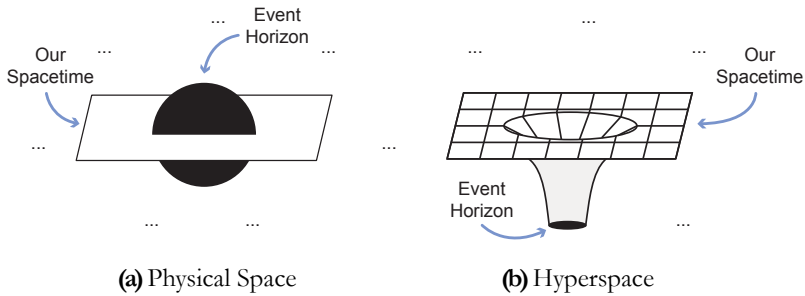 ...
Event
Horizon
Our
Spacetime
...
...
...
...
...
(a) Physical Space
...
...
...
Our
Spacetime
...
Event
Horizon
...
(b) Hyperspace